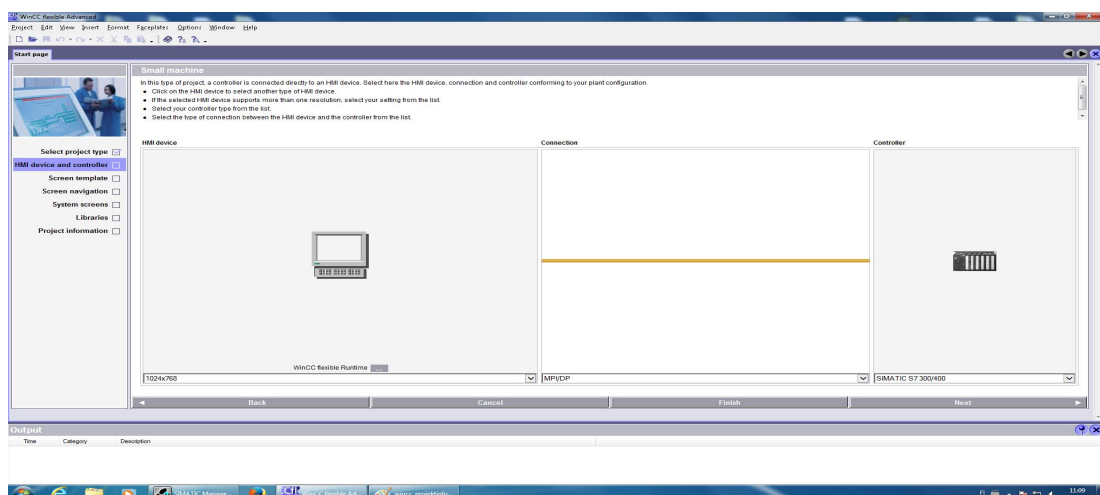 WinCC flexible Advanced
Project Edit View Insert Format Faceplates Options Window Help
Start page
Small machine
In this type of project, a controller is connected directly to an HMI device. Select here the HMI device, connection and controller conforming to your plant configuration.
Click on the HMI device to select another type of HMI device.
If the selected HMI device supports more than one resolution, select your setting from the list.
Select your controller type from the list.
Select the type of connection between the HMI device and the controller from the list.
Select project type
HMI device and controller
Screen template
Screen navigation
System screens
Libraries
Project information
HMI device Connection Controller
WinCC flexible Runtime ...
1024x768 MPI/DP SIMATIC S7 300/400
Back Cancel Finish Next
Output
Time Category Description
SIMATIC Manage... WinCC flexible Ad...
FI 11:09